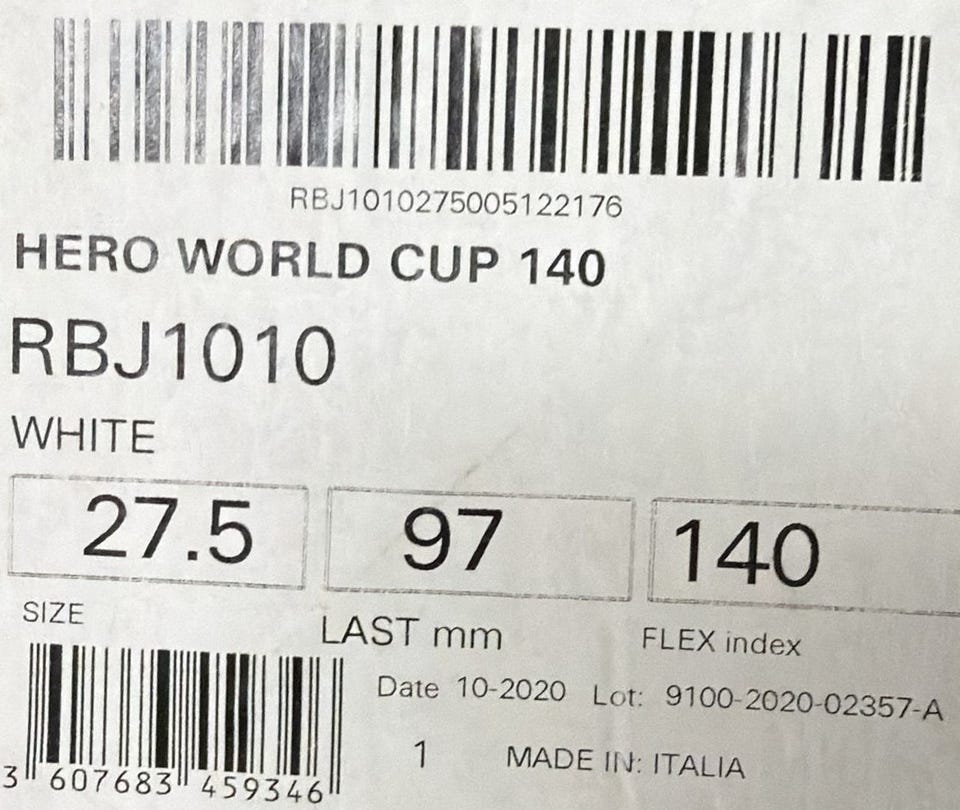 RBJ1010275005122176
HERO WORLD CUP 140
RBJ1010
WHITE
27.5 97 140
SIZE LAST mm FLEX index
Date 10-2020 Lot: 9100-2020-02357-A
1 MADE IN: ITALIA
3 607683 459346